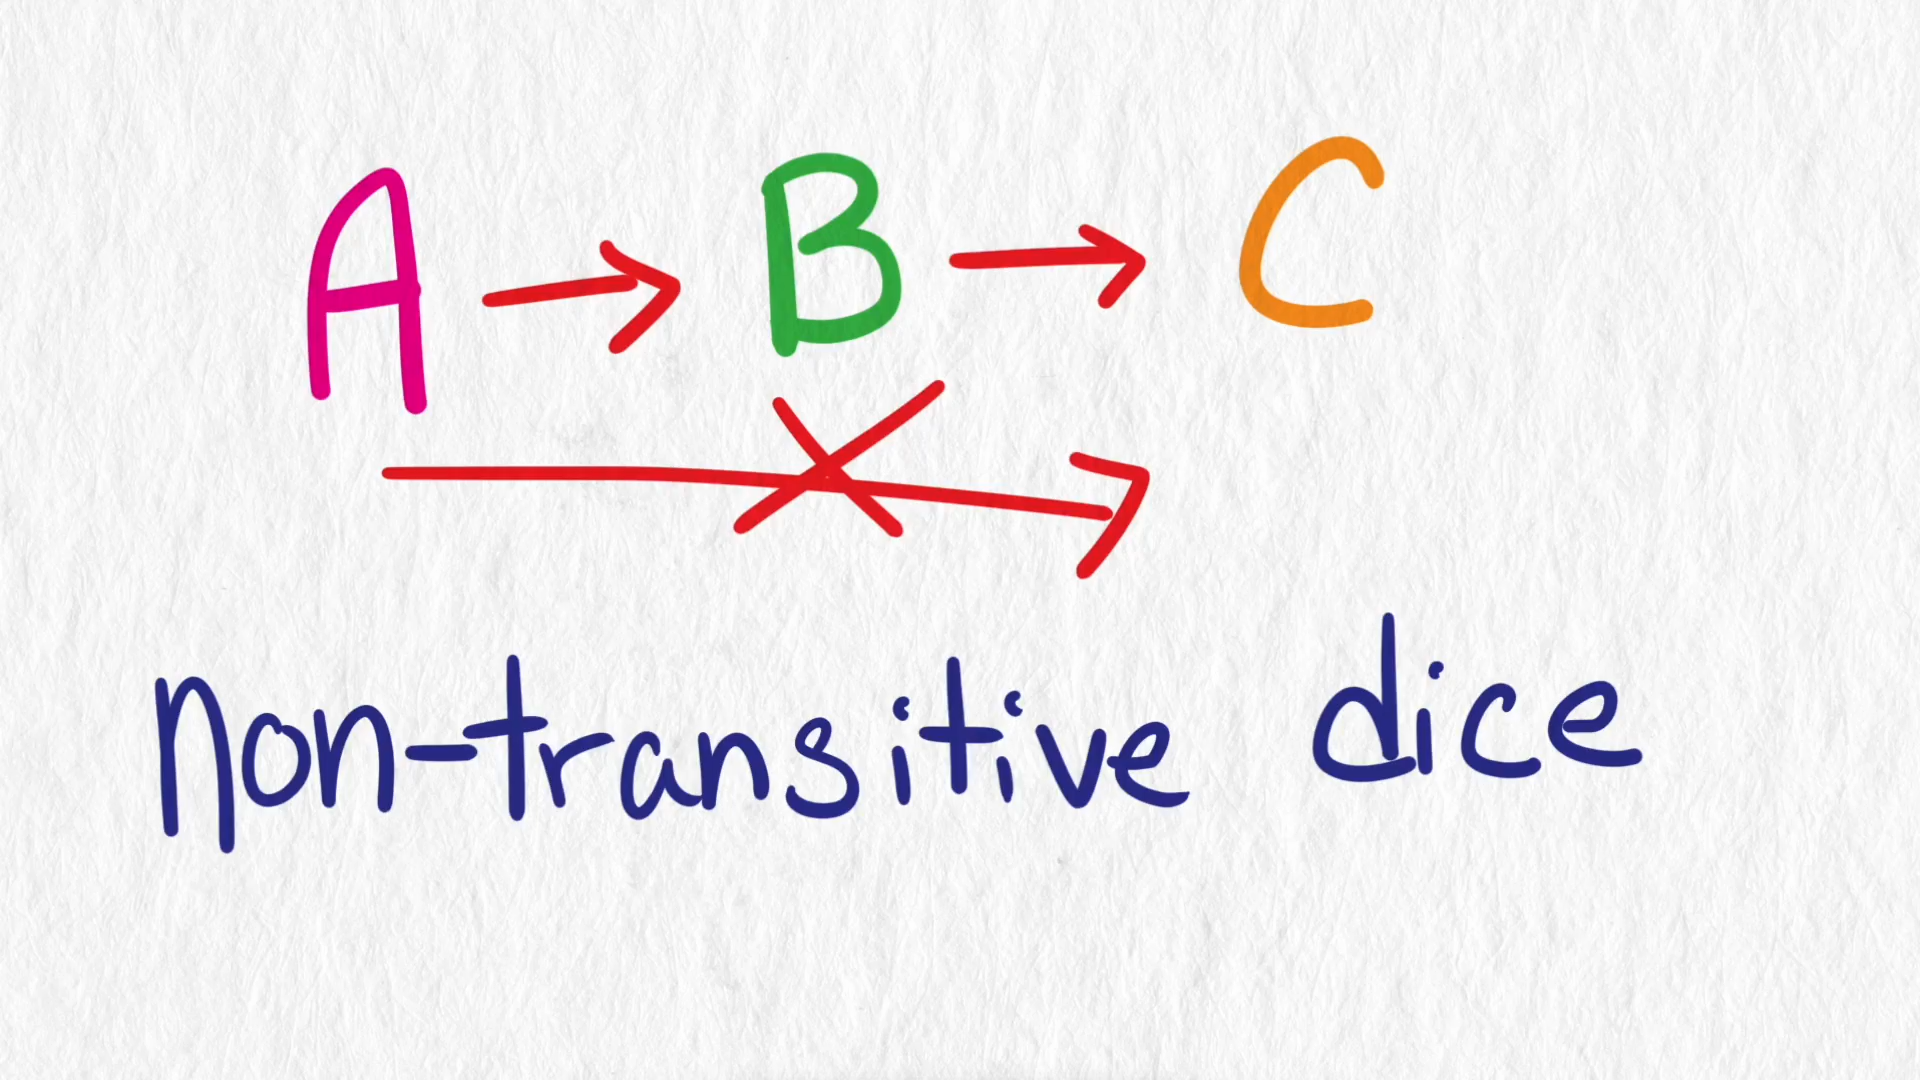 A → B → C
non-transitive dice